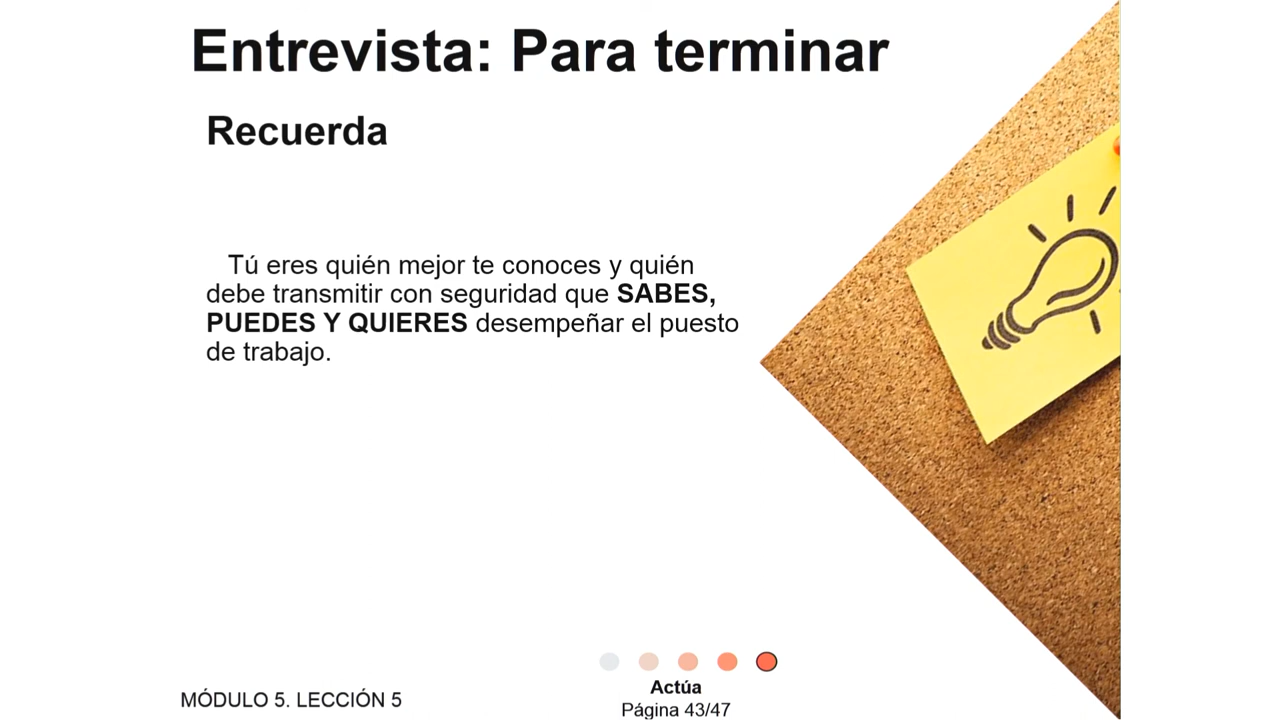 Entrevista: Para terminar
Recuerda
Tú eres quién mejor te conoces y quién
debe transmitir con seguridad que SABES,
PUEDES Y QUIERES desempeñar el puesto
de trabajo.
Actúa
MÓDULO 5. LECCIÓN 5
Página 43/47